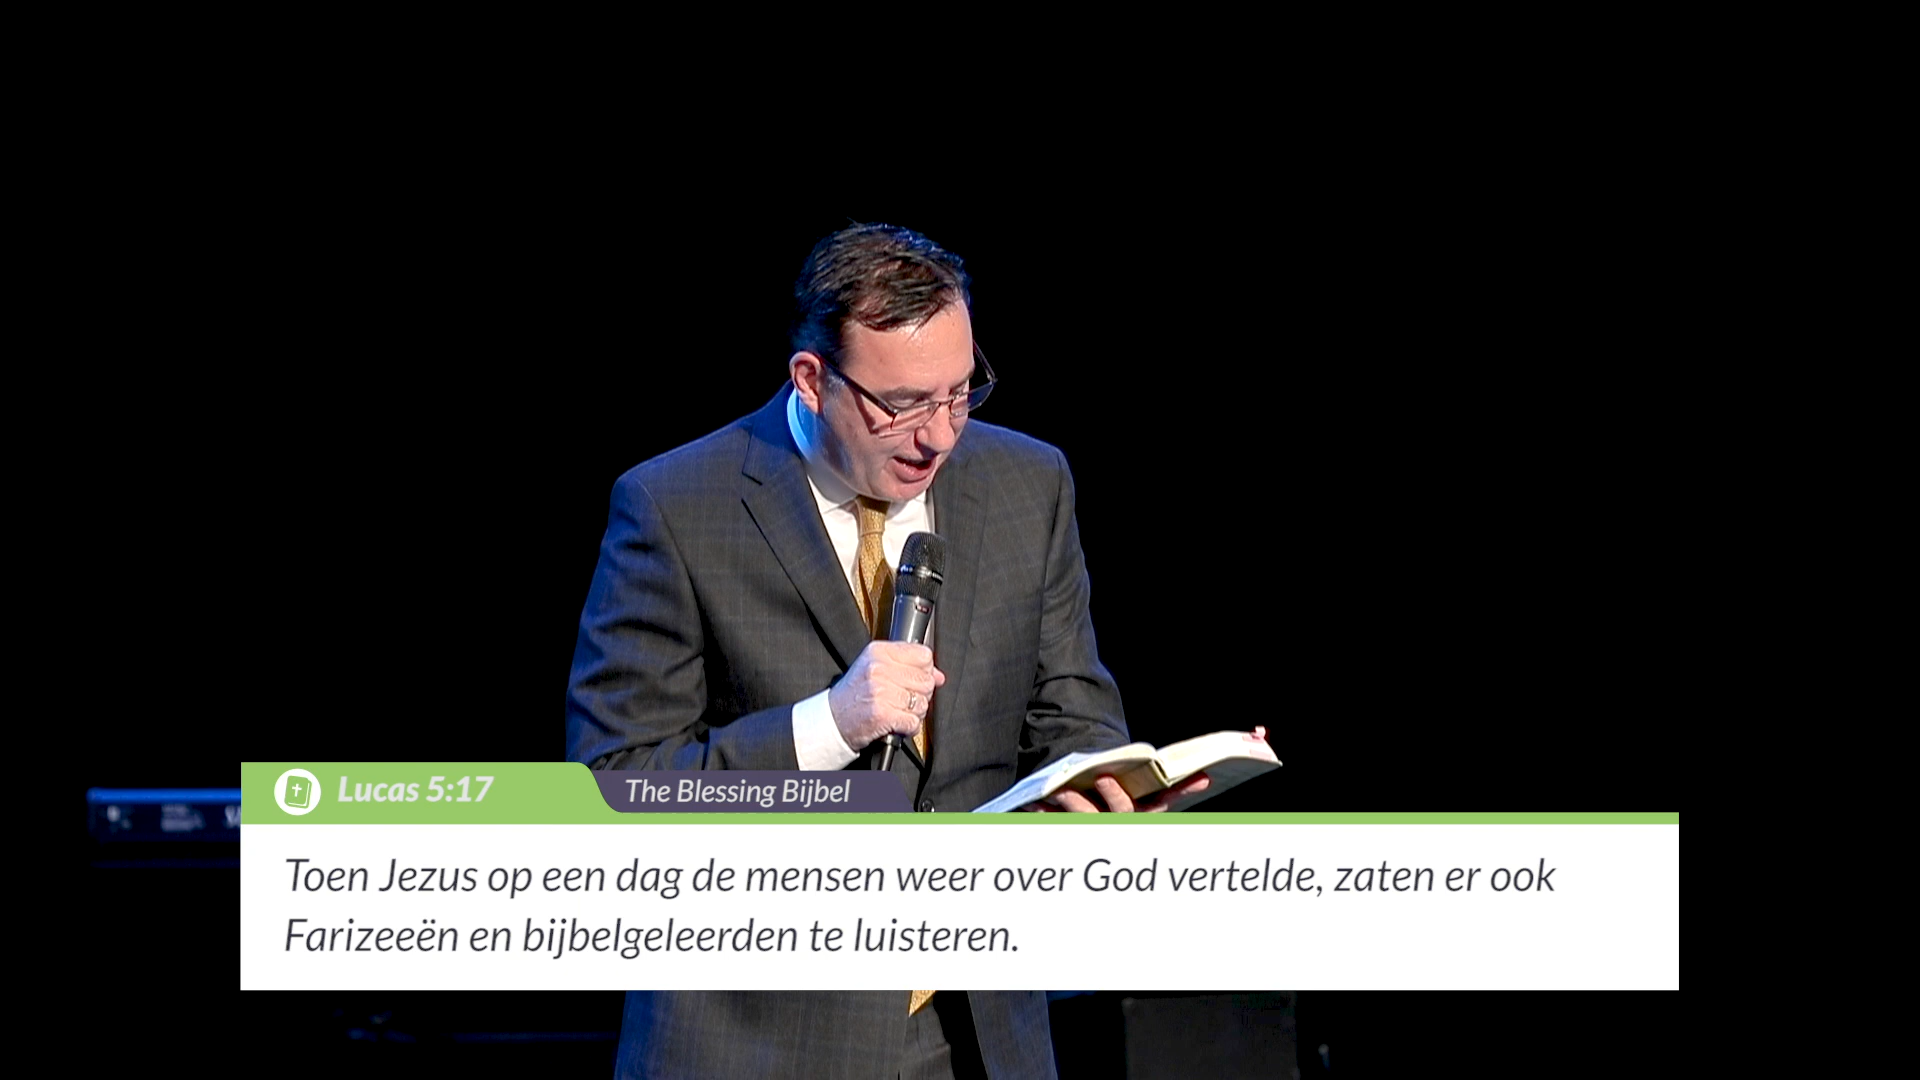 Lucas 5:17
The Blessing Bijbel
Toen Jezus op een dag de mensen weer over God vertelde, zaten er ook
Farizeeën en bijbelgeleerden te luisteren.